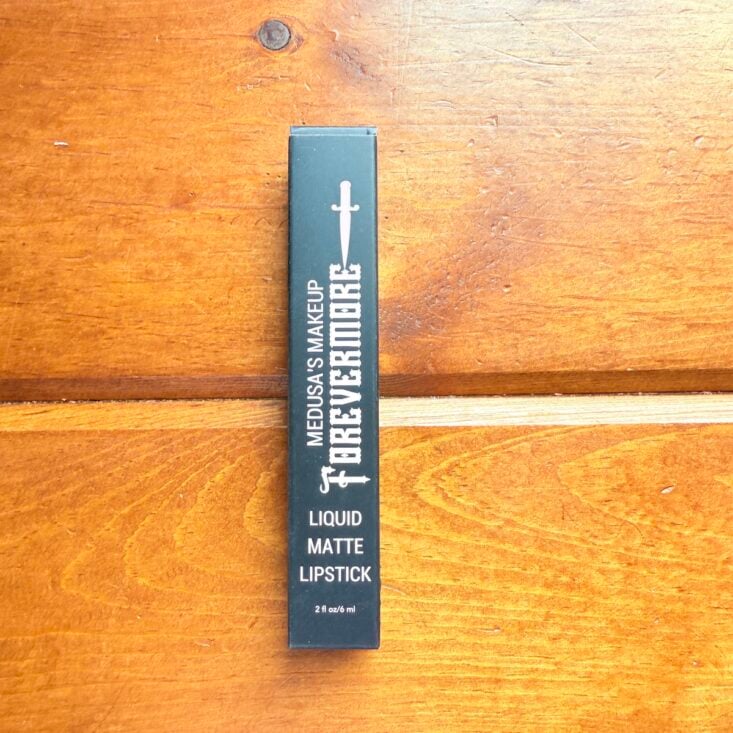 MEDUSA'S MAKEUP
FOREVERMORE
LIQUID
MATTE
LIPSTICK
2 fl oz/6 ml